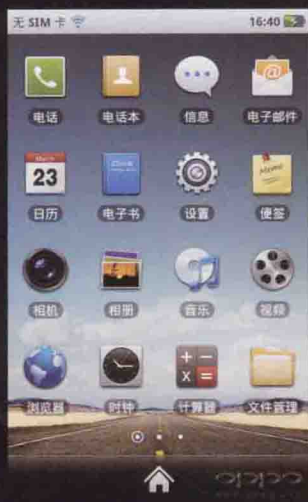 无 SIM 卡 16:40
电话 电话本 信息 电子邮件
March
23
Memo
日历 电子书 设置 便签
相机 相册 音乐 视频
浏览器 时钟 计算器 文件管理
oppo